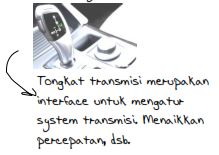 Tongkat transmisi merupakan
interface untuk mengatur
system transmisi. Menaikkan
percepatan, dsb.